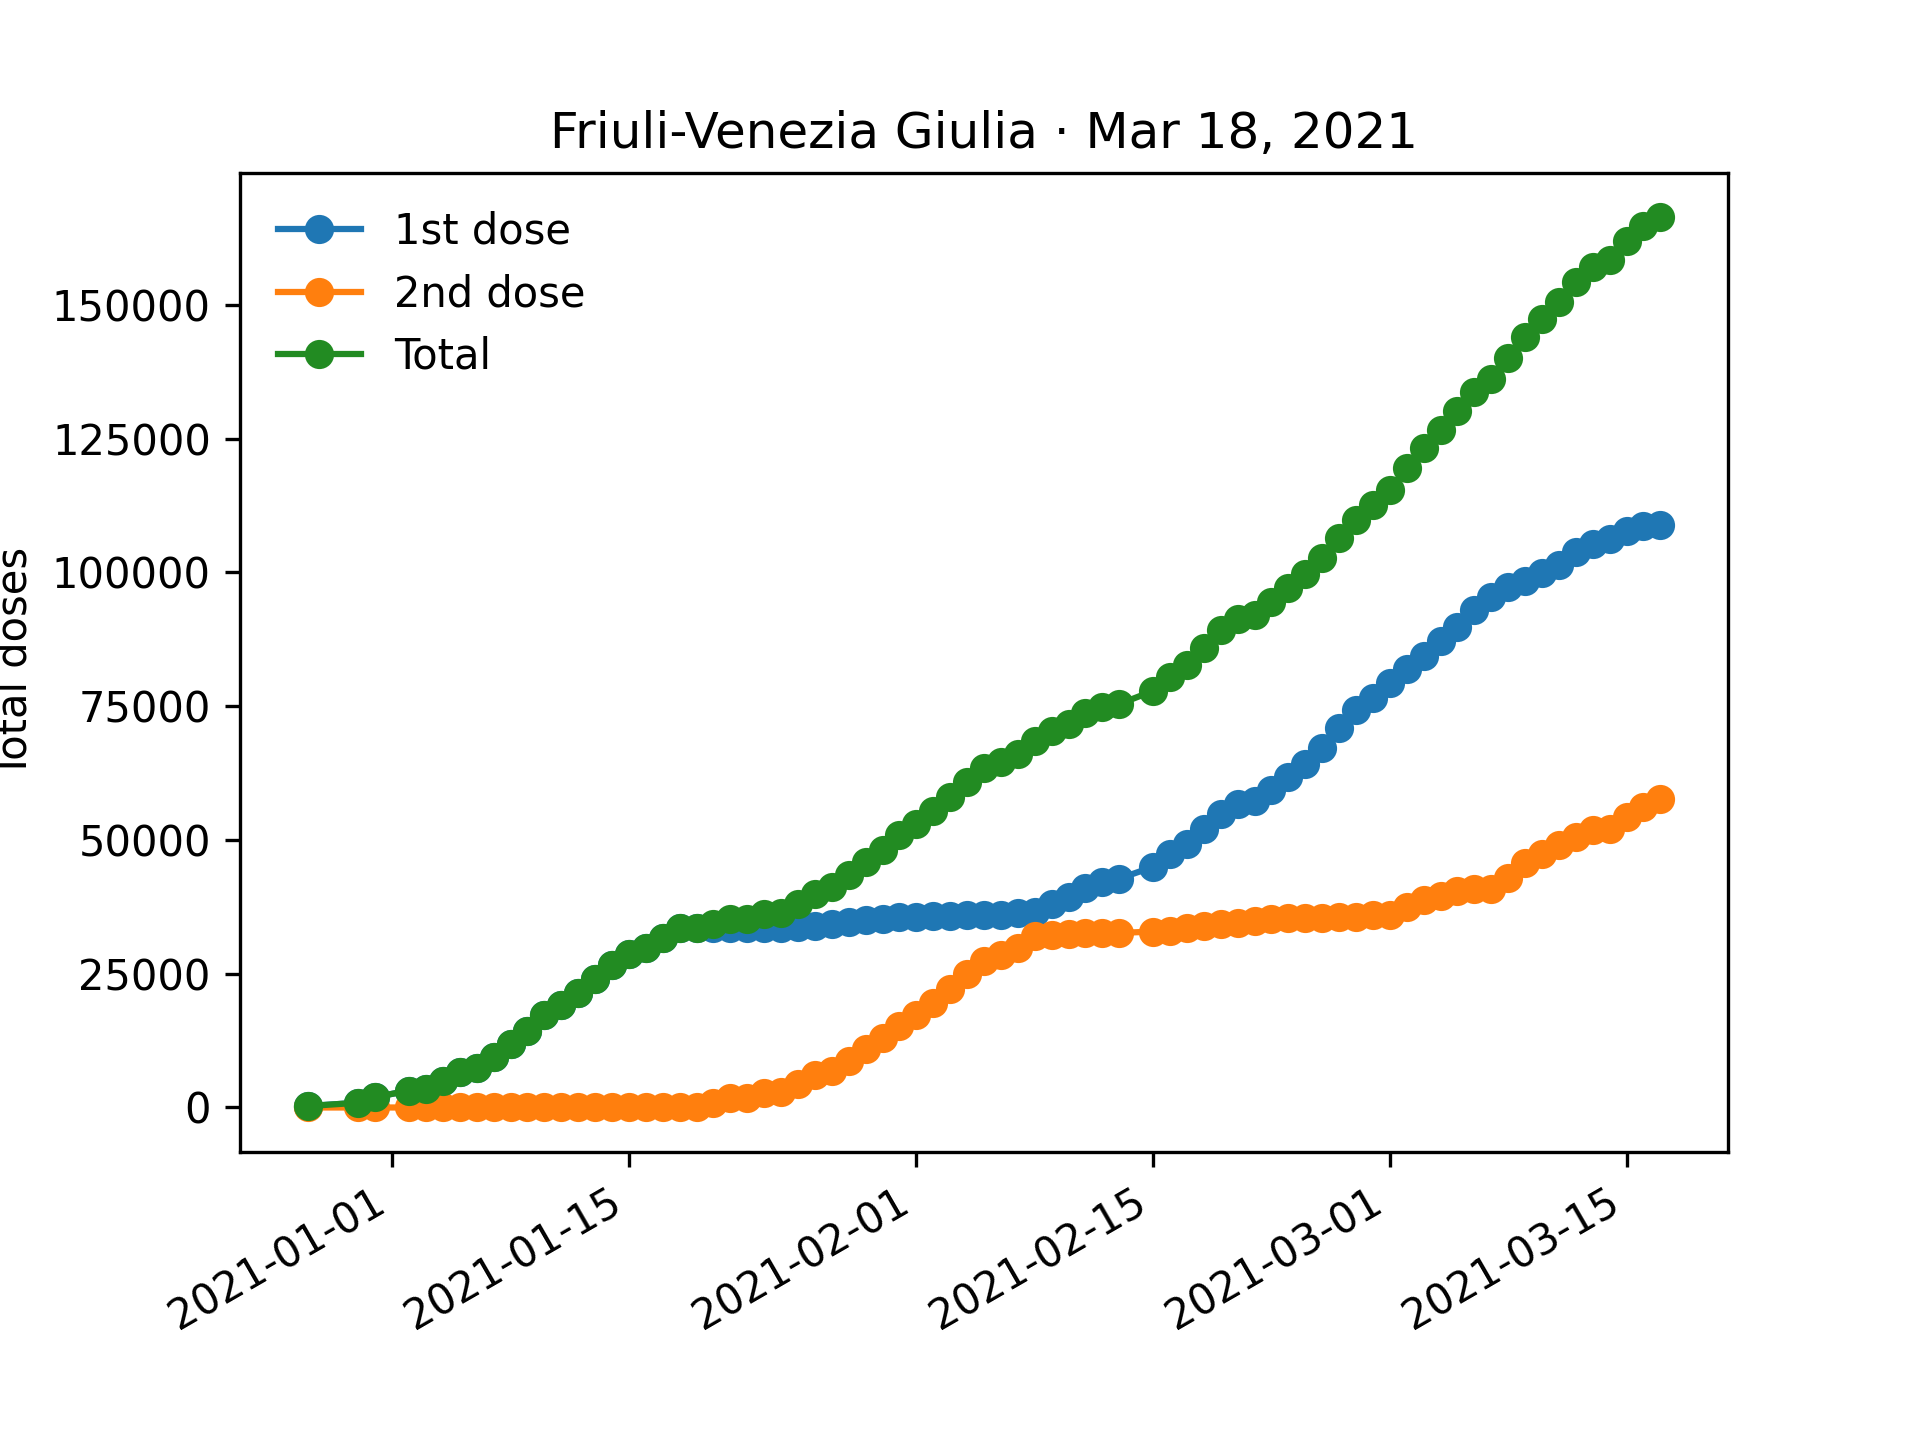 Friuli-Venezia Giulia · Mar 18, 2021
1st dose
2nd dose
Total
150000
125000
100000
75000
50000
25000
0
Total doses
2021-01-01
2021-01-15
2021-02-01
2021-02-15
2021-03-01
2021-03-15